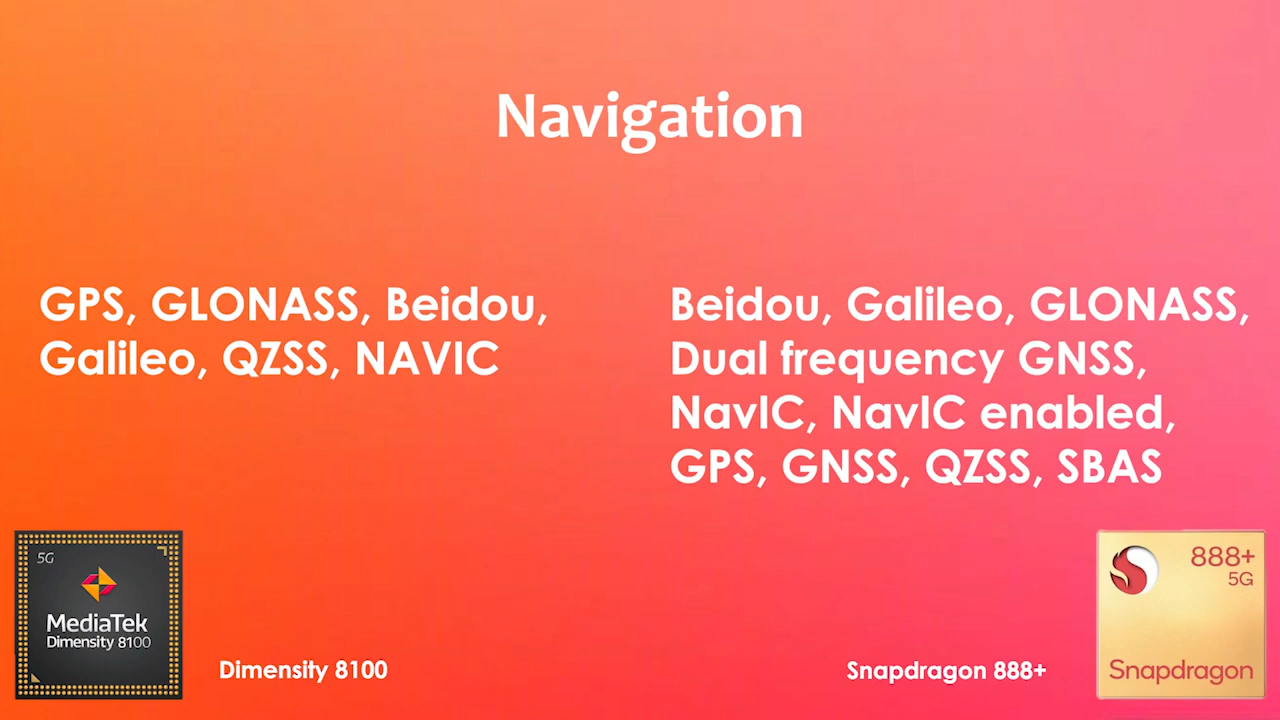 Navigation
GPS, GLONASS, Beidou,
Galileo, QZSS, NAVIC
Beidou, Galileo, GLONASS,
Dual frequency GNSS,
NavIC, NavIC enabled,
GPS, GNSS, QZSS, SBAS
5G
MediaTek
Dimensity 8100
Dimensity 8100
Snapdragon 888+
888+
5G
Snapdragon